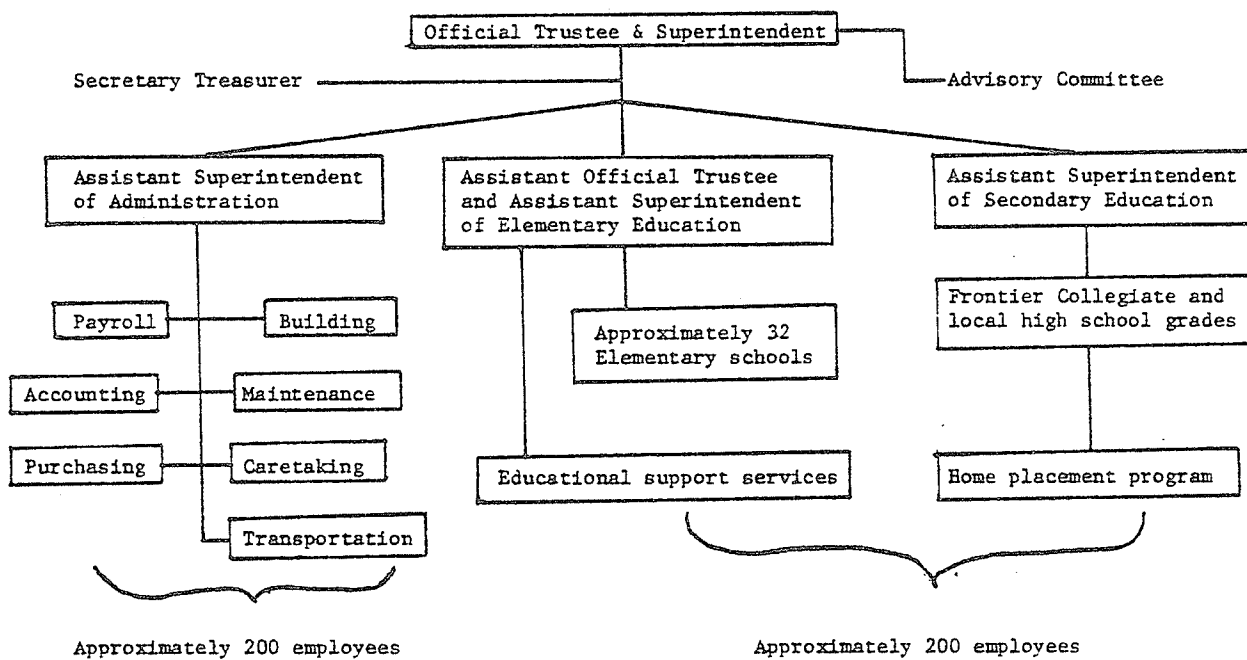 Official Trustee & Superintendent
Secretary Treasurer
Advisory Committee
Assistant Superintendent
of Administration
Assistant Official Trustee
and Assistant Superintendent
of Elementary Education
Assistant Superintendent
of Secondary Education
Payroll
Building
Accounting
Maintenance
Purchasing
Caretaking
Transportation
Approximately 32
Elementary schools
Educational support services
Frontier Collegiate and
local high school grades
Home placement program
Approximately 200 employees
Approximately 200 employees